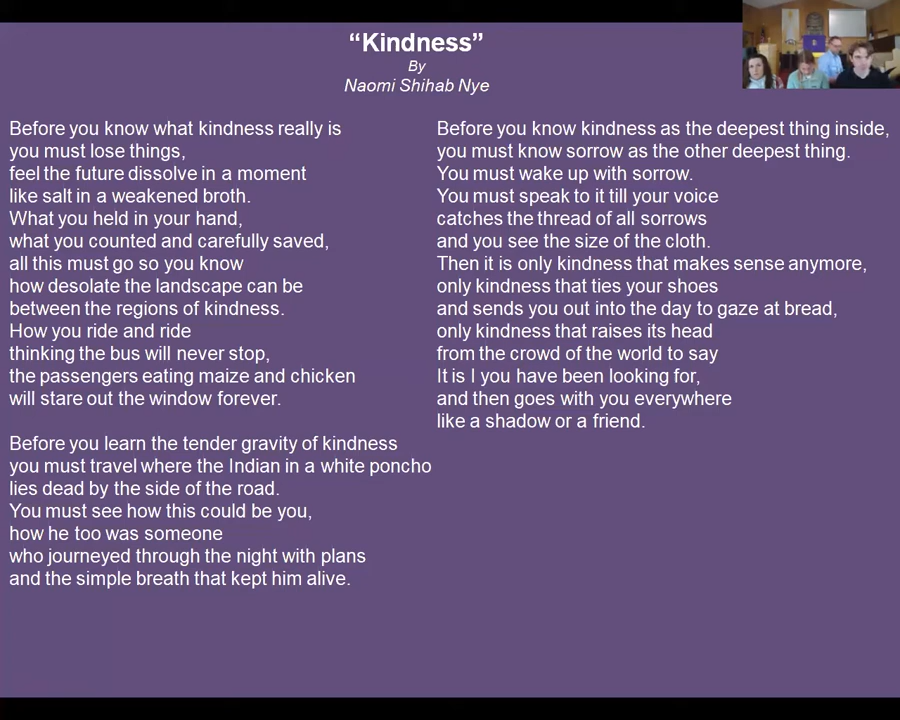 “Kindness”
By
Naomi Shihab Nye
Before you know what kindness really is
you must lose things,
feel the future dissolve in a moment
like salt in a weakened broth.
What you held in your hand,
what you counted and carefully saved,
all this must go so you know
how desolate the landscape can be
between the regions of kindness.
How you ride and ride
thinking the bus will never stop,
the passengers eating maize and chicken
will stare out the window forever.
Before you learn the tender gravity of kindness
you must travel where the Indian in a white poncho
lies dead by the side of the road.
You must see how this could be you,
how he too was someone
who journeyed through the night with plans
and the simple breath that kept him alive.
Before you know kindness as the deepest thing inside,
you must know sorrow as the other deepest thing.
You must wake up with sorrow.
You must speak to it till your voice
catches the thread of all sorrows
and you see the size of the cloth.
Then it is only kindness that makes sense anymore,
only kindness that ties your shoes
and sends you out into the day to gaze at bread,
only kindness that raises its head
from the crowd of the world to say
It is I you have been looking for,
and then goes with you everywhere
like a shadow or a friend.